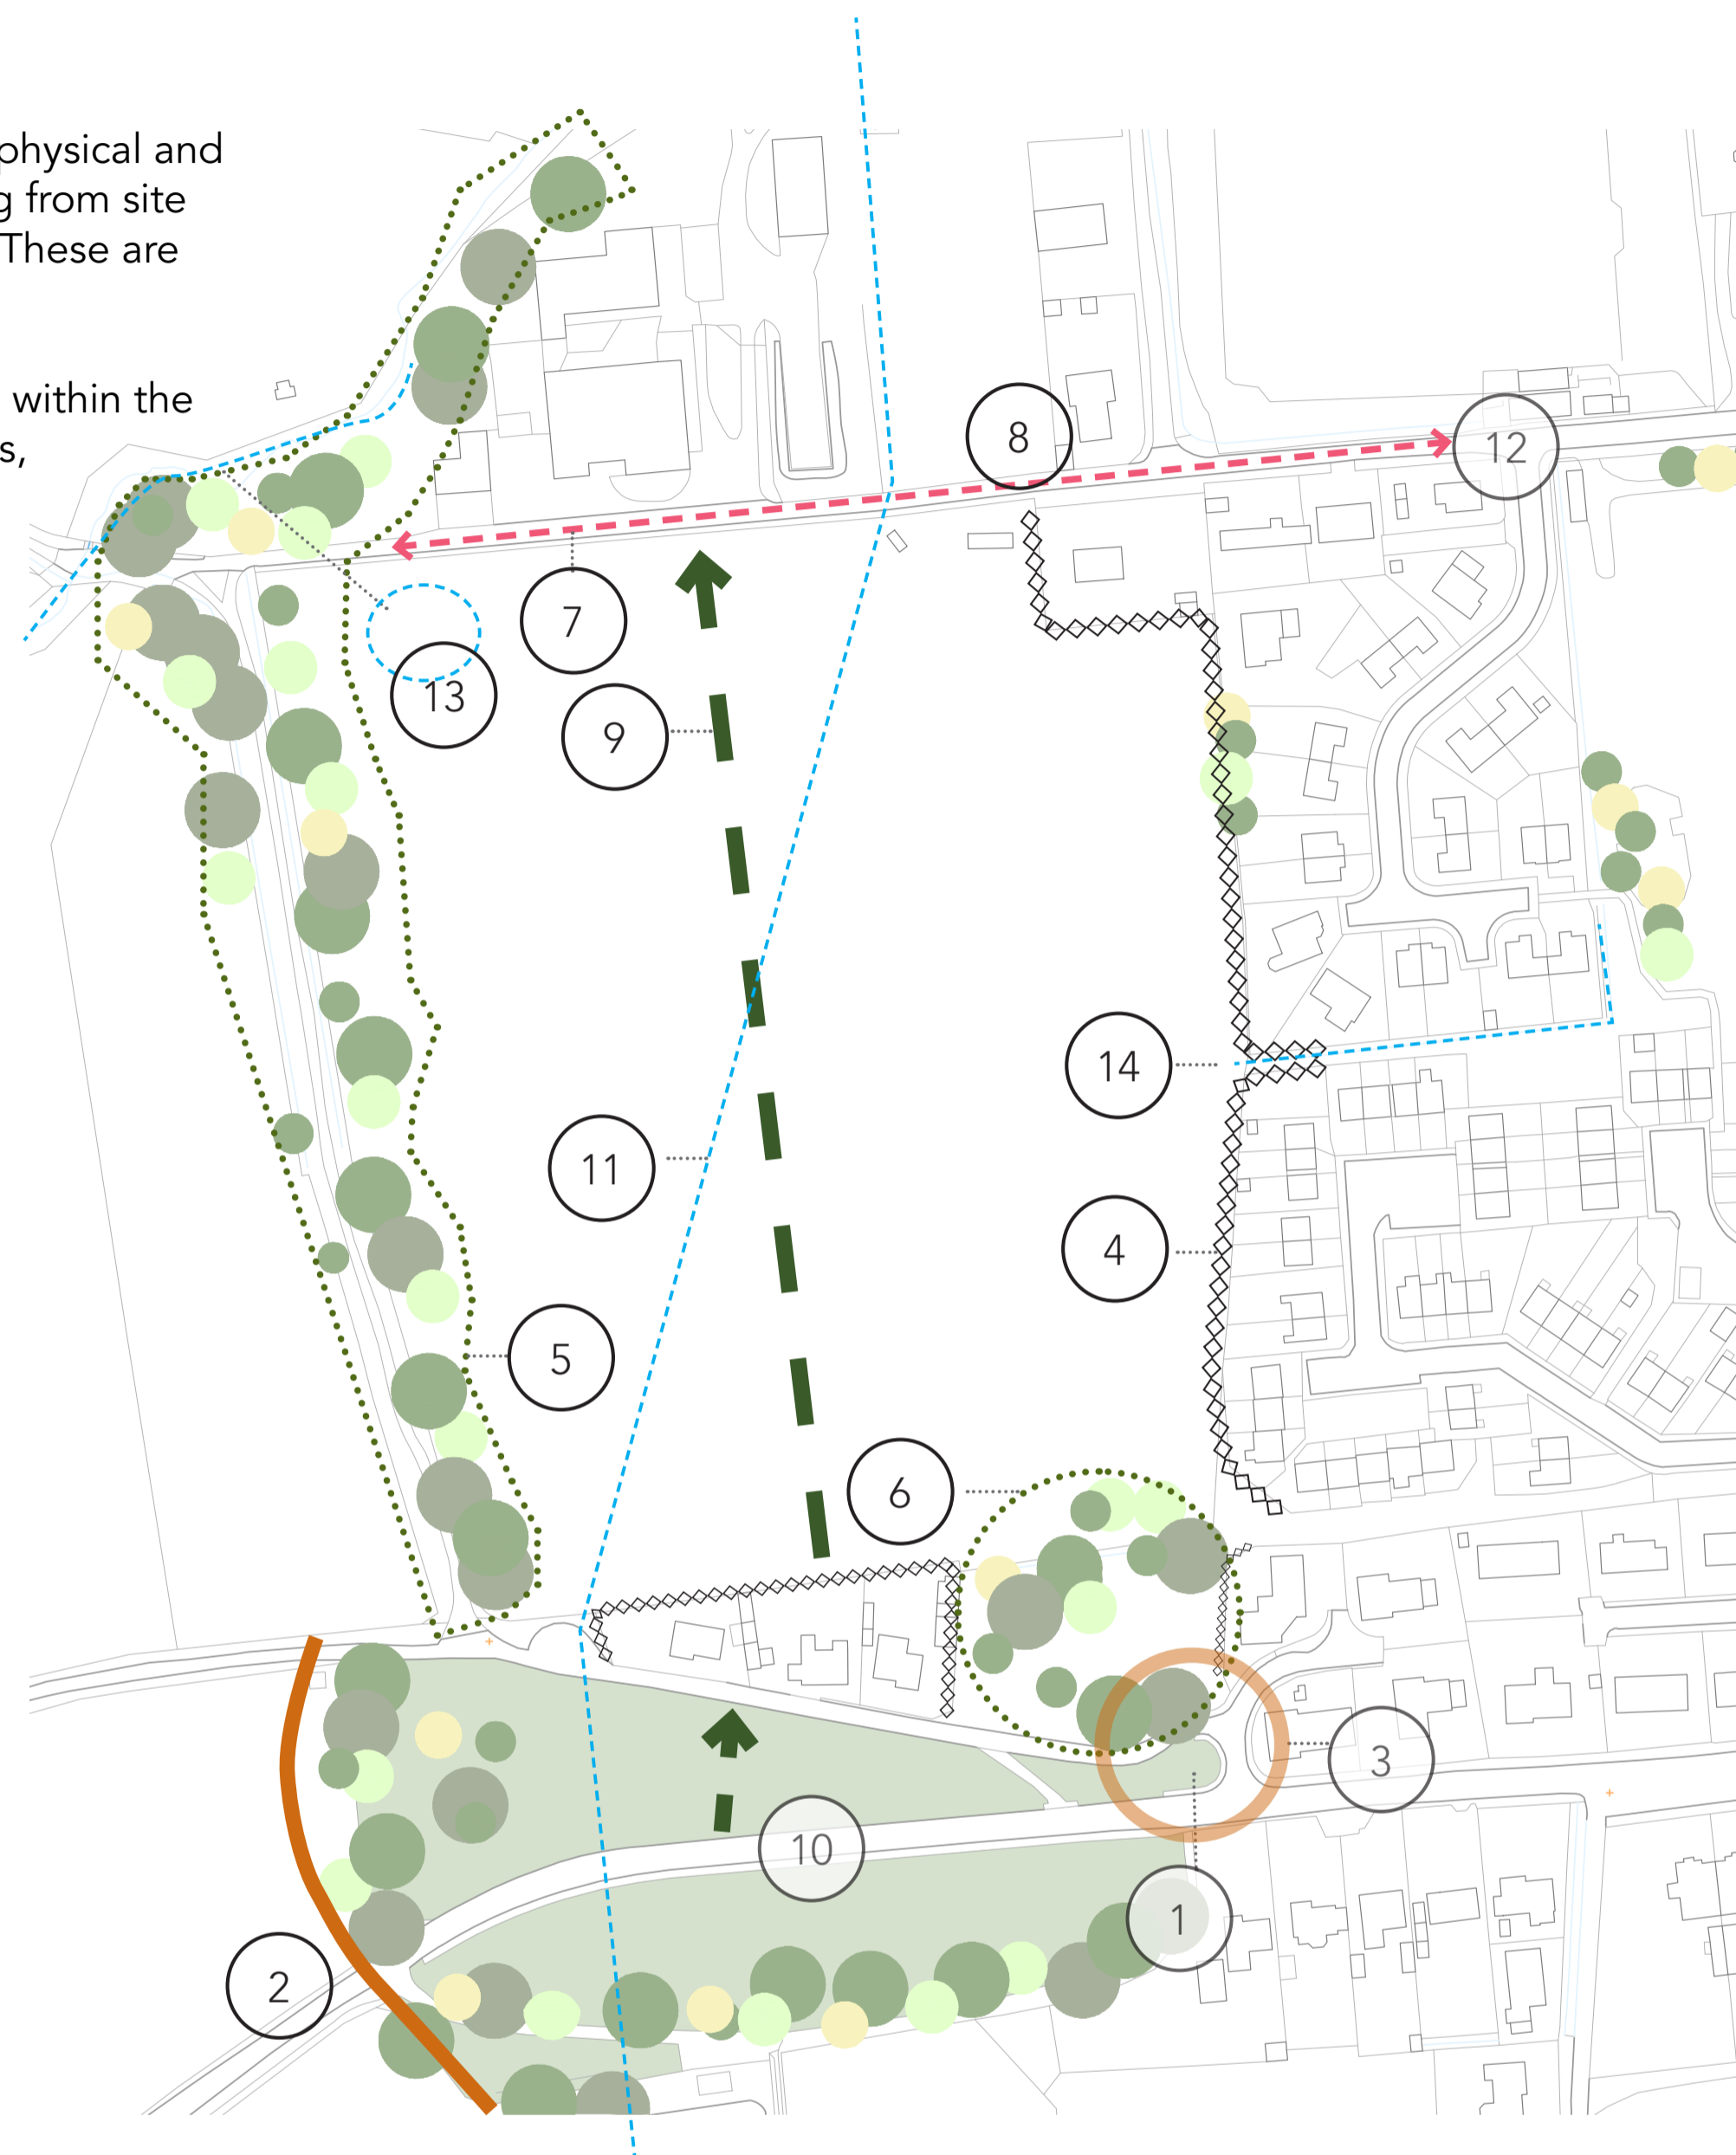 physical and
g from site
These are
within the
s,
8
12
7
13
9
14
11
4
5
6
3
10
1
2